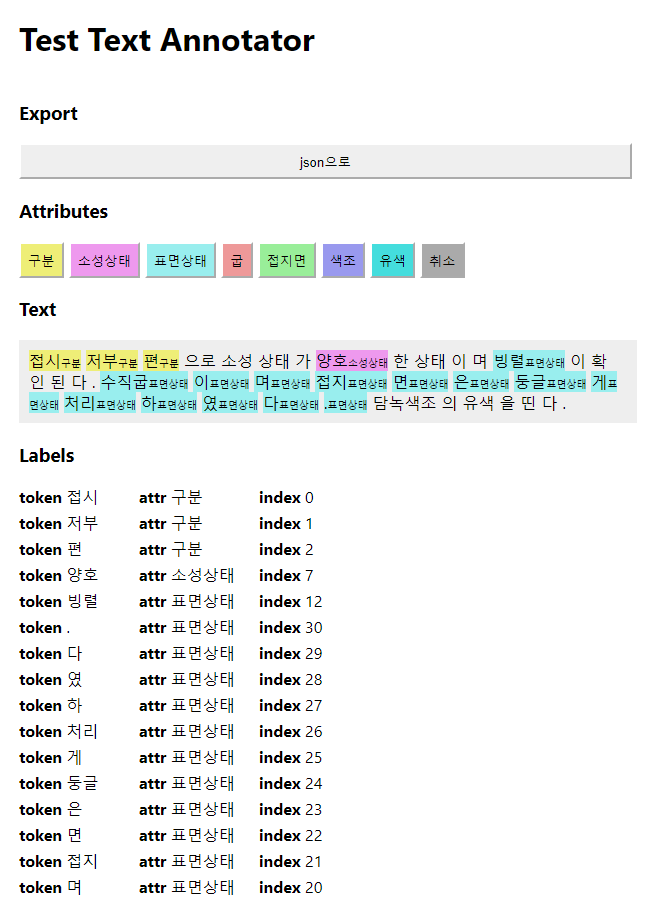 Test Text Annotator
Export
json으로
Attributes
구분 소성상태 표면상태 굽 접지면 색조 유색 취소
Text
접시구분 저부구분 편구분 으로 소성 상태 가 양호소성상태 한 상태 이 며 빙렬표면상태 이 확
인 된 다 . 수직굽표면상태 이표면상태 며표면상태 접지표면상태 면표면상태 은표면상태 둥글표면상태 게표
면상태 처리표면상태 하표면상태 였표면상태 다표면상태 .표면상태 담녹색조 의 유색 을 띤 다 .
Labels
token 접시 attr 구분 index 0
token 저부 attr 구분 index 1
token 편 attr 구분 index 2
token 양호 attr 소성상태 index 7
token 빙렬 attr 표면상태 index 12
token . attr 표면상태 index 30
token 다 attr 표면상태 index 29
token 였 attr 표면상태 index 28
token 하 attr 표면상태 index 27
token 처리 attr 표면상태 index 26
token 게 attr 표면상태 index 25
token 둥글 attr 표면상태 index 24
token 은 attr 표면상태 index 23
token 면 attr 표면상태 index 22
token 접지 attr 표면상태 index 21
token 며 attr 표면상태 index 20